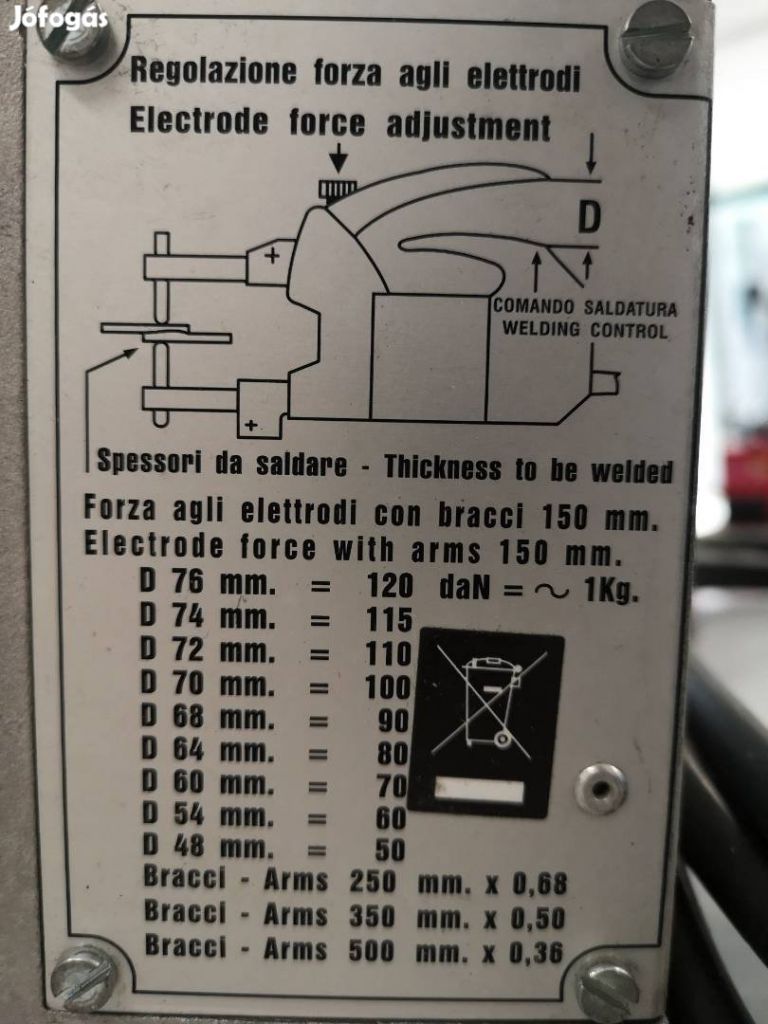 Jófogás
Regolazione forza agli elettrodi
Electrode force adjustment
D
COMANDO SALDATURA
WELDING CONTROL
+
+
Spessori da saldare - Thickness to be welded
Forza agli elettrodi con bracci 150 mm.
Electrode force with arms 150 mm.
D 76 mm. = 120 daN = ~ 1Kg.
D 74 mm. = 115
D 72 mm. = 110
D 70 mm. = 100
D 68 mm. = 90
D 64 mm. = 80
D 60 mm. = 70
D 54 mm. = 60
D 48 mm. = 50
Bracci - Arms 250 mm. x 0,68
Bracci - Arms 350 mm. x 0,50
Bracci - Arms 500 mm. x 0,36